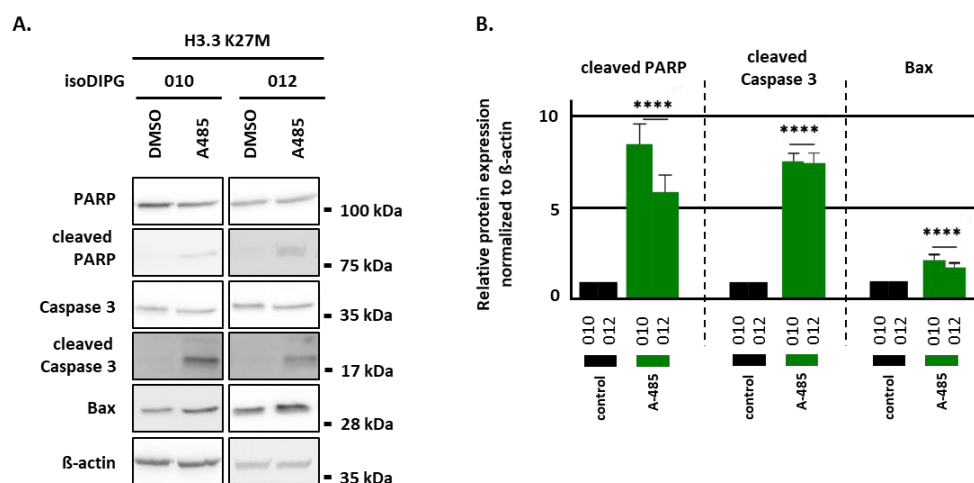 A.
H3.3 K27M
isoDIPG 010 012
DMSO A485 DMSO A485
PARP
100 kDa
cleaved
PARP
75 kDa
Caspase 3
35 kDa
cleaved
Caspase 3
17 kDa
Bax
28 kDa
ß-actin
35 kDa
B.
cleaved PARP cleaved Caspase 3 Bax
Relative protein expression
normalized to ß-actin
10
5
0
**** **** ****
010 012 010 012 010 012 010 012 010 012 010 012
control A-485 control A-485 control A-485